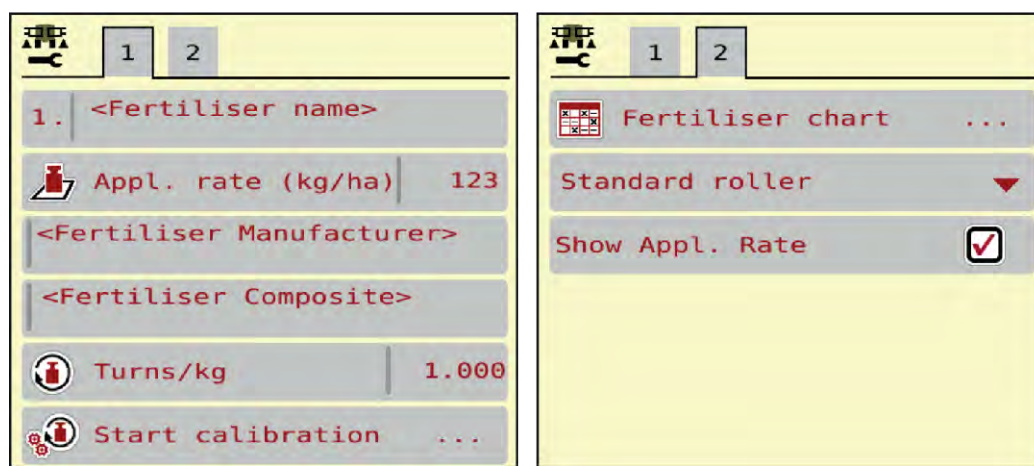 1 2
1. <Fertiliser name>
Appl. rate (kg/ha) 123
<Fertiliser Manufacturer>
<Fertiliser Composite>
Turns/kg 1.000
Start calibration ...
1 2
Fertiliser chart ...
Standard roller
Show Appl. Rate